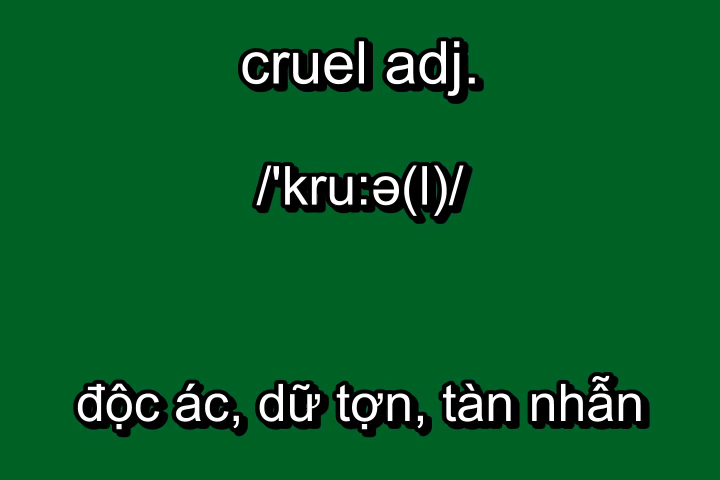 cruel adj.
/'kru:ə(l)/
độc ác, dữ tợn, tàn nhẫn